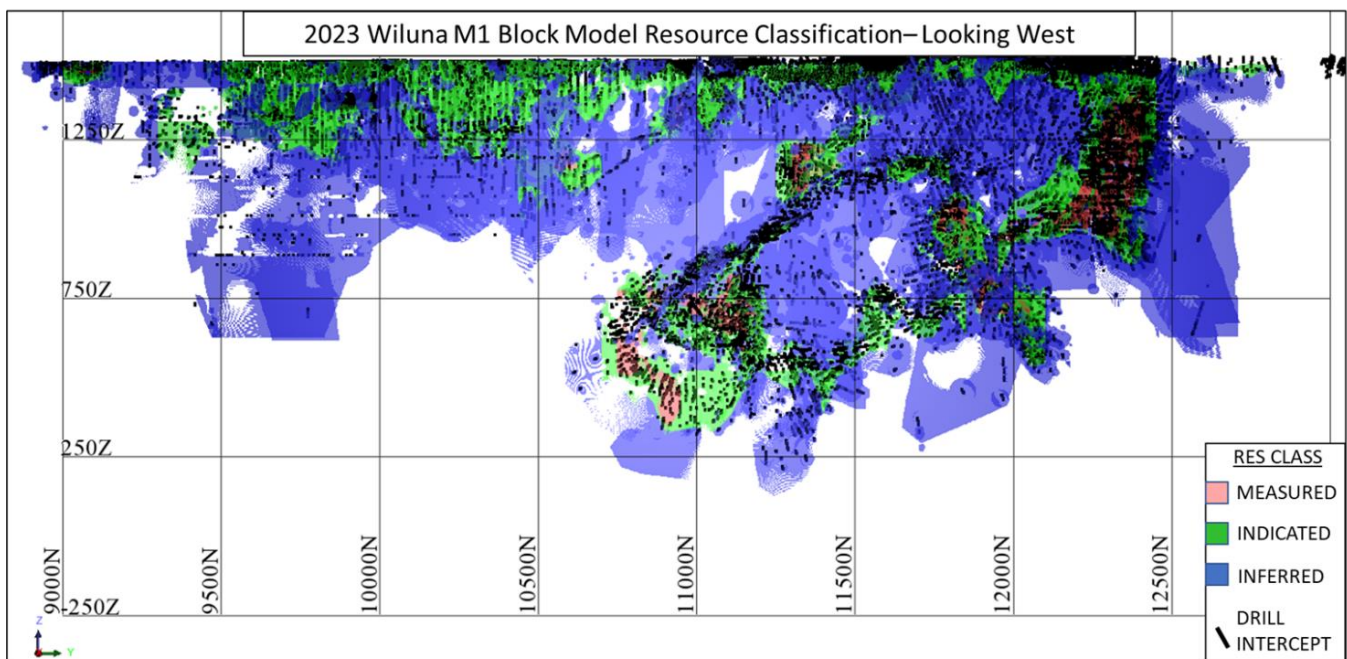 2023 Wiluna M1 Block Model Resource Classification– Looking West
1250Z
750Z
250Z
-250Z
9000N
9500N
10000N
10500N
11000N
11500N
12000N
12500N
Z
Y
RES CLASS
MEASURED
INDICATED
INFERRED
DRILL
INTERCEPT